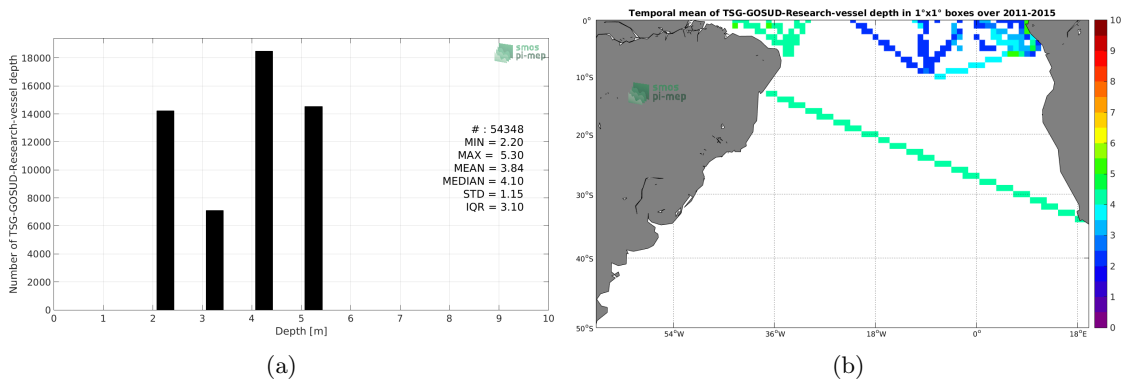 Temporal mean of TSG-GOSUD-Research-vessel depth in 1°x1° boxes over 2011-2015
smos
pi-mep
Number of TSG-GOSUD-Research-vessel depth
18000
16000
14000
12000
10000
8000
6000
4000
2000
0
# : 54348
MIN = 2.20
MAX = 5.30
MEAN = 3.84
MEDIAN = 4.10
STD = 1.15
IQR = 3.10
0 1 2 3 4 5 6 7 8 9 10
Depth [m]
(a)
smos
pi-mep
0°
10°S
20°S
30°S
40°S
50°S
54°W 36°W 18°W 0° 18°E
10
9
8
7
6
5
4
3
2
1
0
(b)